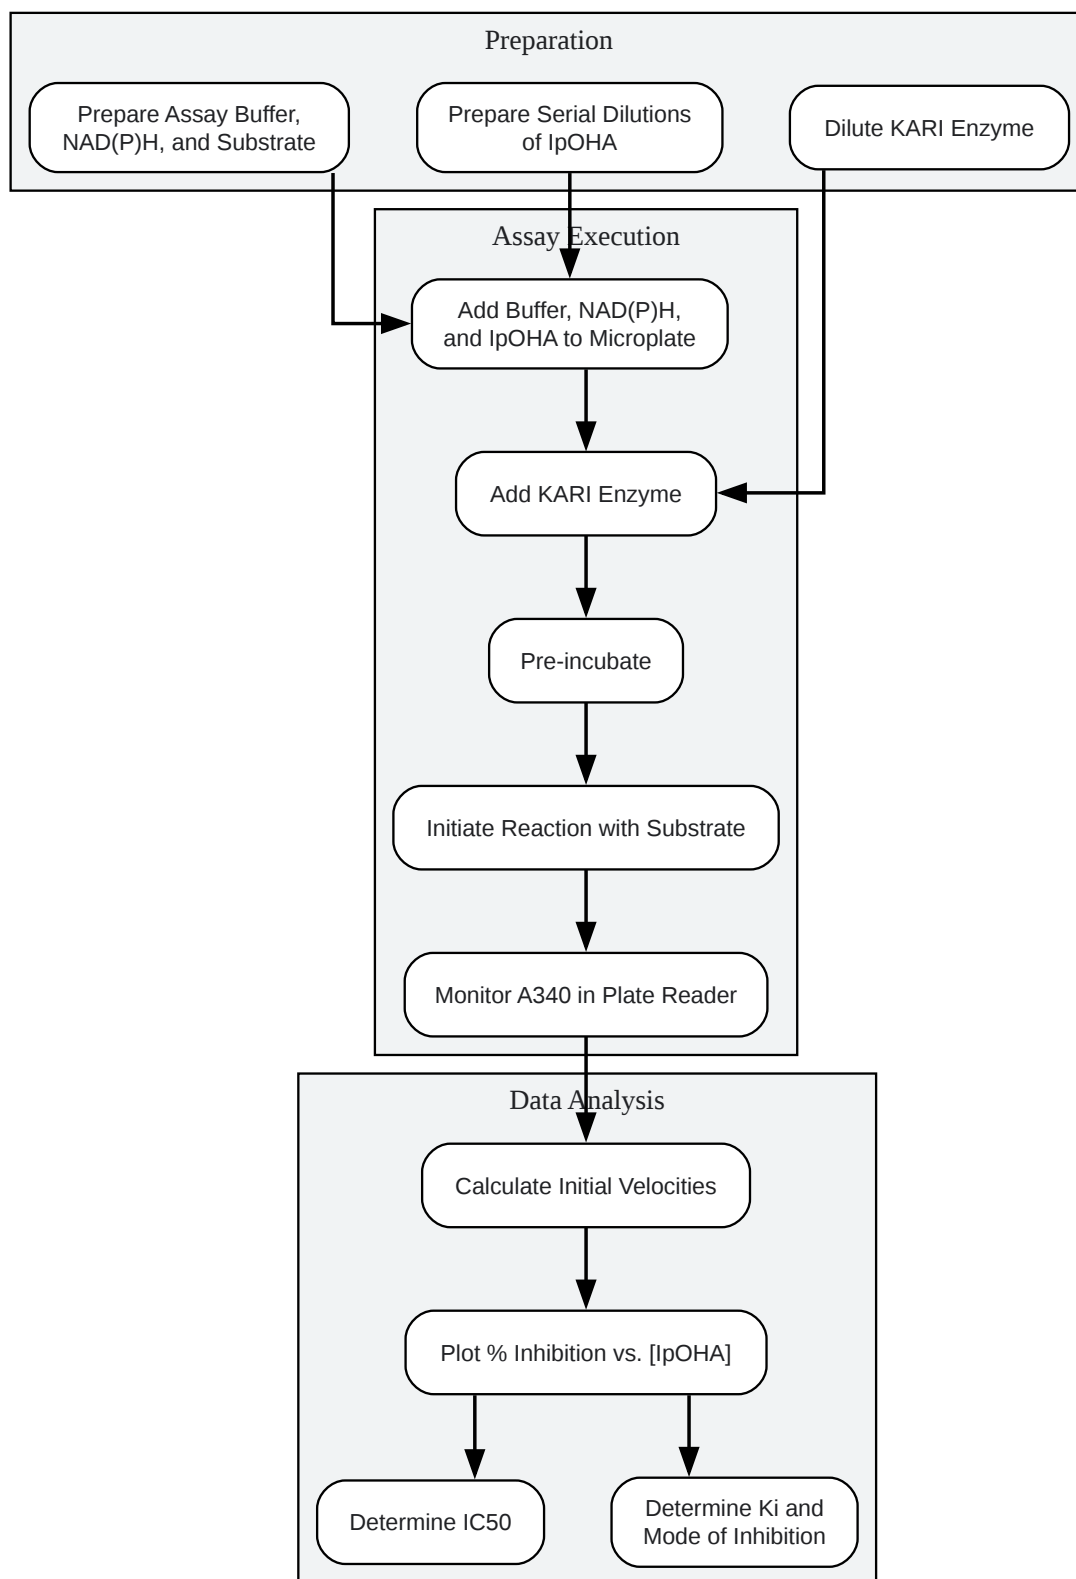 Preparation
Prepare Assay Buffer,
NAD(P)H, and Substrate
Prepare Serial Dilutions
of IpOHA
Dilute KARI Enzyme
Assay Execution
Add Buffer, NAD(P)H,
and IpOHA to Microplate
Add KARI Enzyme
Pre-incubate
Initiate Reaction with Substrate
Monitor A340 in Plate Reader
Data Analysis
Calculate Initial Velocities
Plot % Inhibition vs. [IpOHA]
Determine IC50
Determine Ki and
Mode of Inhibition